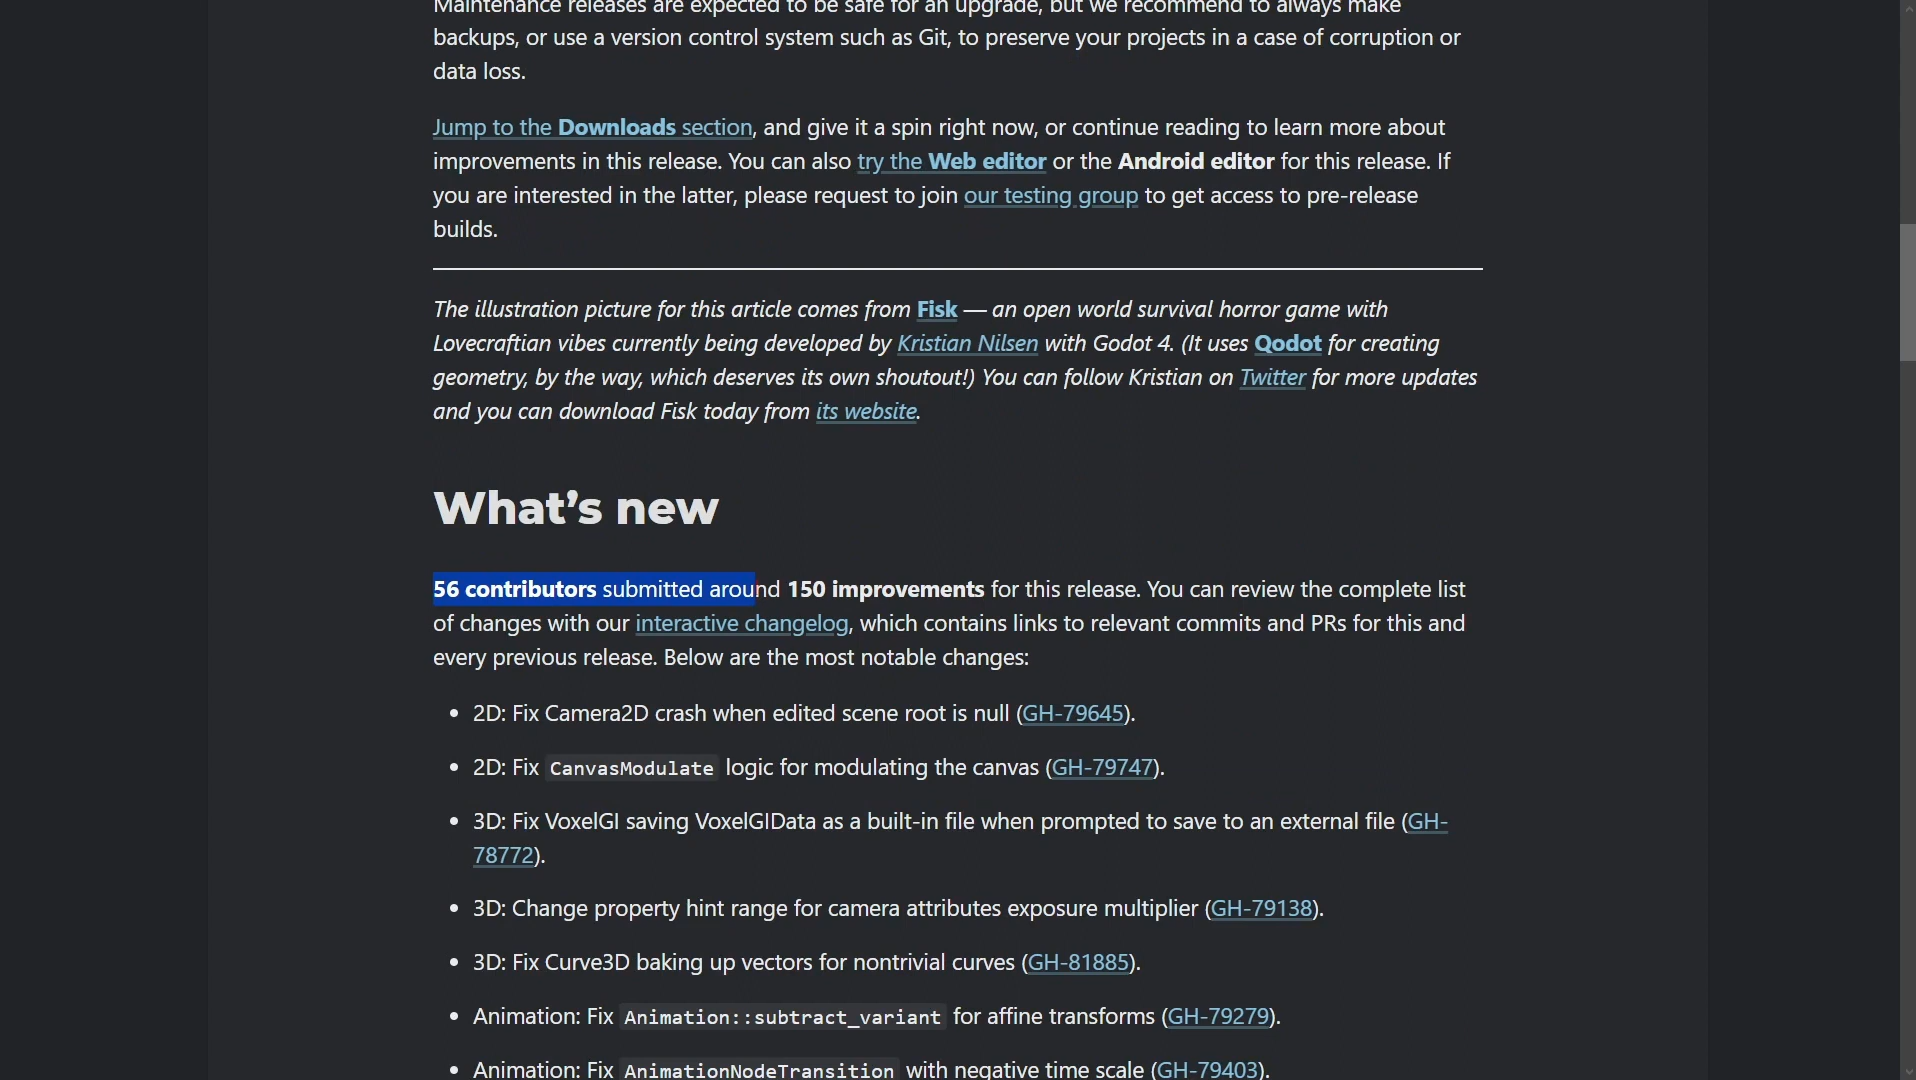 Maintenance releases are expected to be safe for an upgrade, but we recommend to always make
backups, or use a version control system such as Git, to preserve your projects in a case of corruption or
data loss.
Jump to the Downloads section, and give it a spin right now, or continue reading to learn more about
improvements in this release. You can also try the Web editor or the Android editor for this release. If
you are interested in the latter, please request to join our testing group to get access to pre-release
builds.
The illustration picture for this article comes from Fisk — an open world survival horror game with
Lovecraftian vibes currently being developed by Kristian Nilsen with Godot 4. (It uses Qodot for creating
geometry, by the way, which deserves its own shoutout!) You can follow Kristian on Twitter for more updates
and you can download Fisk today from its website.
What's new
56 contributors submitted around 150 improvements for this release. You can review the complete list
of changes with our interactive changelog, which contains links to relevant commits and PRs for this and
every previous release. Below are the most notable changes:
• 2D: Fix Camera2D crash when edited scene root is null (GH-79645).
• 2D: Fix CanvasModulate logic for modulating the canvas (GH-79747).
• 3D: Fix VoxelGI saving VoxelGIData as a built-in file when prompted to save to an external file (GH-
78772).
• 3D: Change property hint range for camera attributes exposure multiplier (GH-79138).
• 3D: Fix Curve3D baking up vectors for nontrivial curves (GH-81885).
• Animation: Fix Animation::subtract_variant for affine transforms (GH-79279).
• Animation: Fix AnimationNodeTransition with negative time scale (GH-79403).